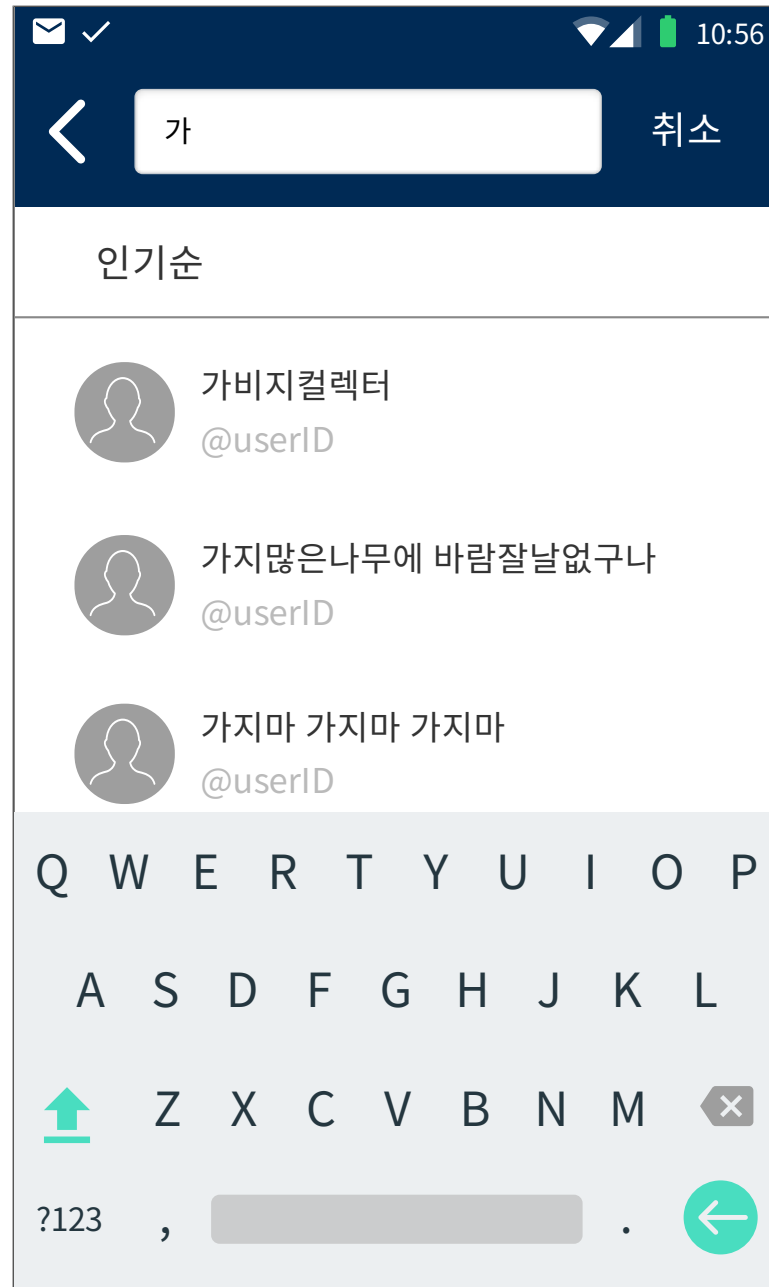 10:56
가
취소
인기순
가비지컬렉터
@userID
가지많은나무에 바람잘날없구나
@userID
가지마 가지마 가지마
@userID
Q W E R T Y U I O P
A S D F G H J K L
Z X C V B N M
?123 , .